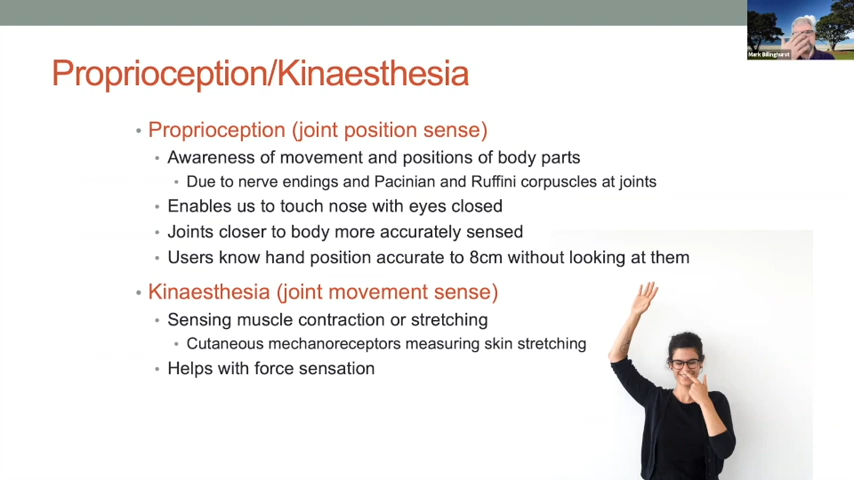 Mark Billinghurst
Proprioception/Kinaesthesia
• Proprioception (joint position sense)
• Awareness of movement and positions of body parts
• Due to nerve endings and Pacinian and Ruffini corpuscles at joints
• Enables us to touch nose with eyes closed
• Joints closer to body more accurately sensed
• Users know hand position accurate to 8cm without looking at them
• Kinaesthesia (joint movement sense)
• Sensing muscle contraction or stretching
• Cutaneous mechanoreceptors measuring skin stretching
• Helps with force sensation